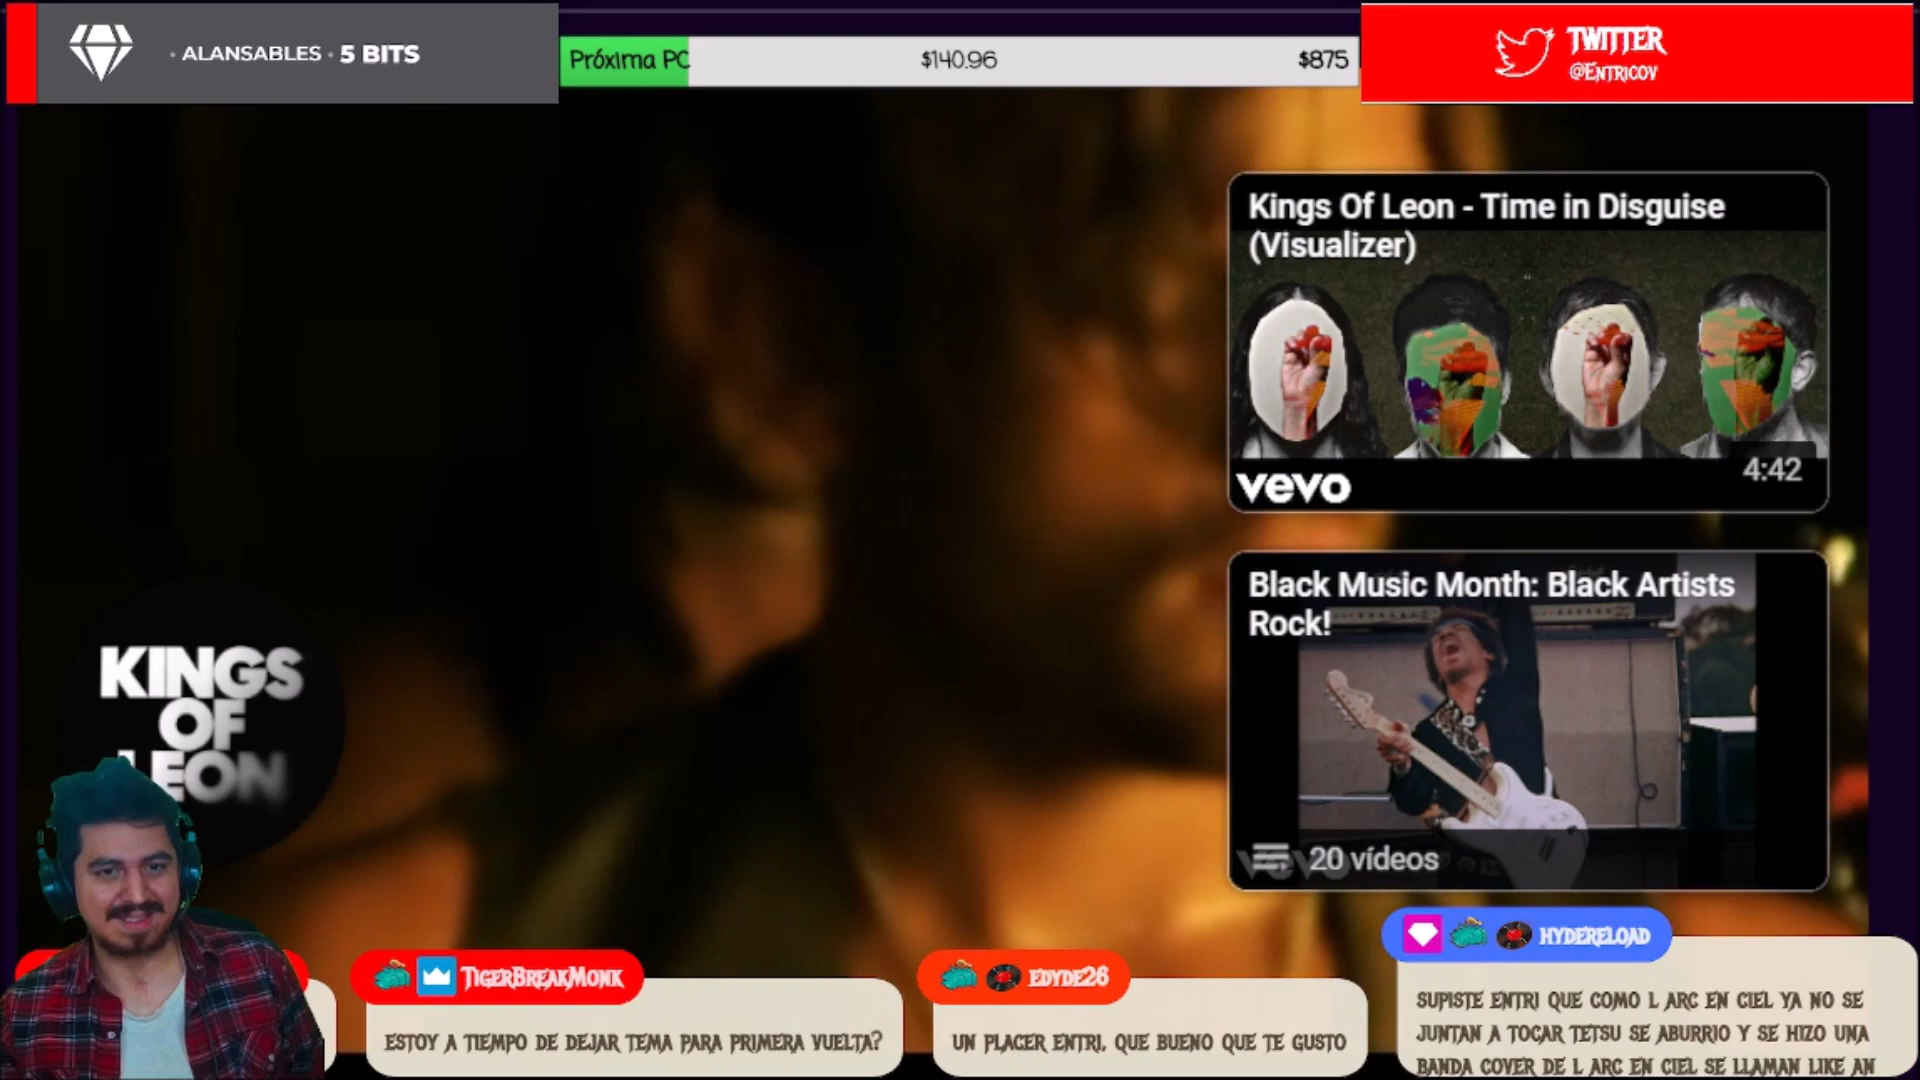 · ALANSABLES · 5 BITS
Próxima PC
$140.96
$875
TWITTER
@ENTRICOV
Kings Of Leon - Time in Disguise
(Visualizer)
4:42
vevo
Black Music Month: Black Artists
Rock!
20 vídeos
vevo
KINGS
OF
LEON
TIGERBREAKMONK
ESTOY A TIEMPO DE DEJAR TEMA PARA PRIMERA VUELTA?
EDYDE26
UN PLACER ENTRI, QUE BUENO QUE TE GUSTO
HYDERELOAD
SUPISTE ENTRI QUE COMO L ARC EN CIEL YA NO SE
JUNTAN A TOCAR TETSU SE ABURRIO Y SE HIZO UNA
BANDA COVER DE L ARC EN CIEL SE LLAMAN LIKE AN